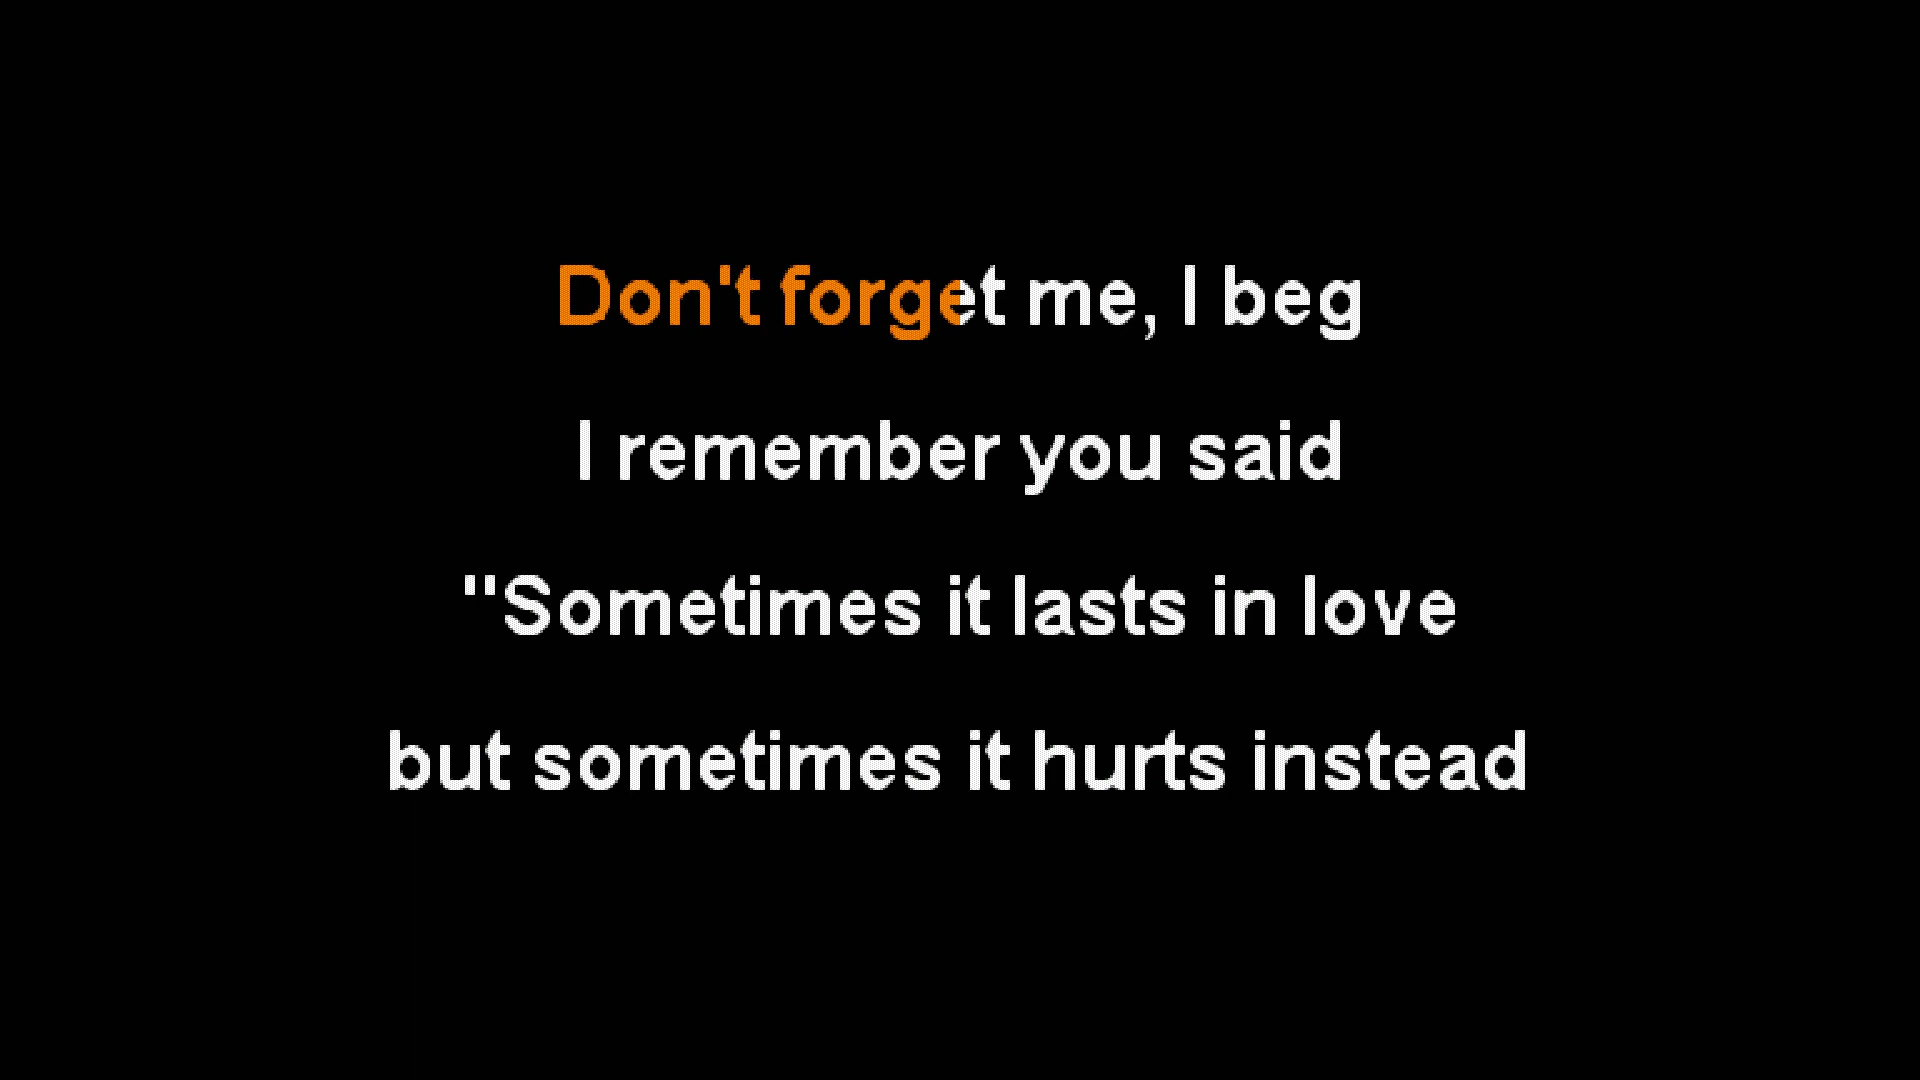 Don't forget me, I beg
I remember you said
"Sometimes it lasts in love
but sometimes it hurts instead